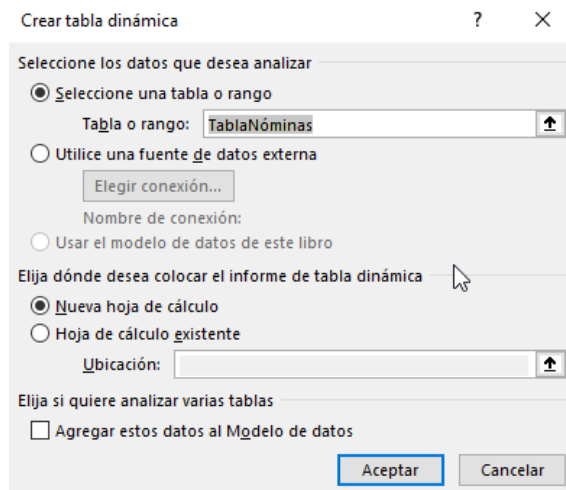 Crear tabla dinámica ? ×
Seleccione los datos que desea analizar
Seleccione una tabla o rango
Tabla o rango: TablaNóminas
Utilice una fuente de datos externa
Elegir conexión...
Nombre de conexión:
Usar el modelo de datos de este libro
Elija dónde desea colocar el informe de tabla dinámica
Nueva hoja de cálculo
Hoja de cálculo existente
Ubicación:
Elija si quiere analizar varias tablas
Agregar estos datos al Modelo de datos
Aceptar Cancelar